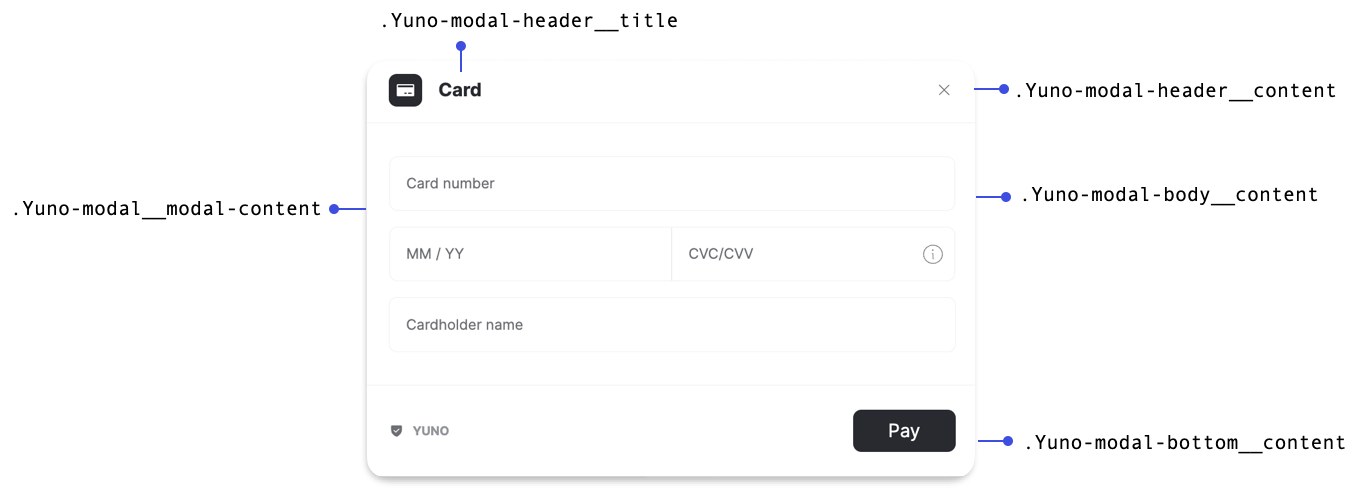 .Yuno-modal-header__title
Card
.Yuno-modal-header__content
Card number
.Yuno-modal-body__content
.Yuno-modal__modal-content
MM / YY
CVC/CVV
Cardholder name
YUNO
Pay
.Yuno-modal-bottom__content